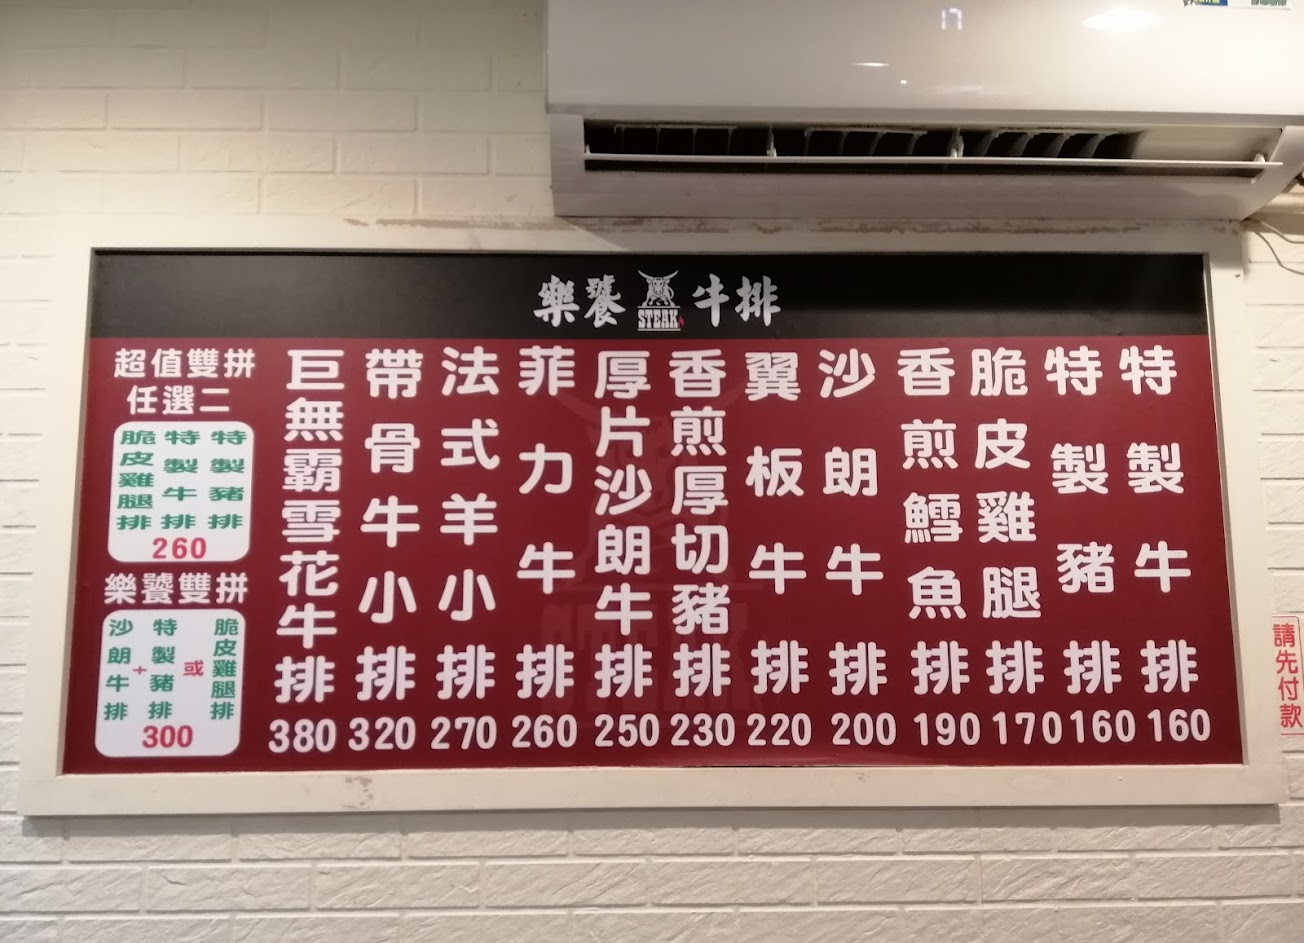 樂饕 STEAK 牛排
特製牛排 160
特製豬排 160
脆皮雞腿排 170
香煎鱈魚排 190
沙朗牛排 200
翼板牛排 220
香煎厚切豬排 230
厚片沙朗牛排 250
菲力牛排 260
法式羊小排 270
帶骨牛小排 320
巨無霸雪花牛排 380
超值雙拼
任選二
特製豬排
特製牛排
脆皮雞腿排
260
樂饕雙拼
沙朗牛排
+
特製豬排
或
脆皮雞腿排
300
請先付款